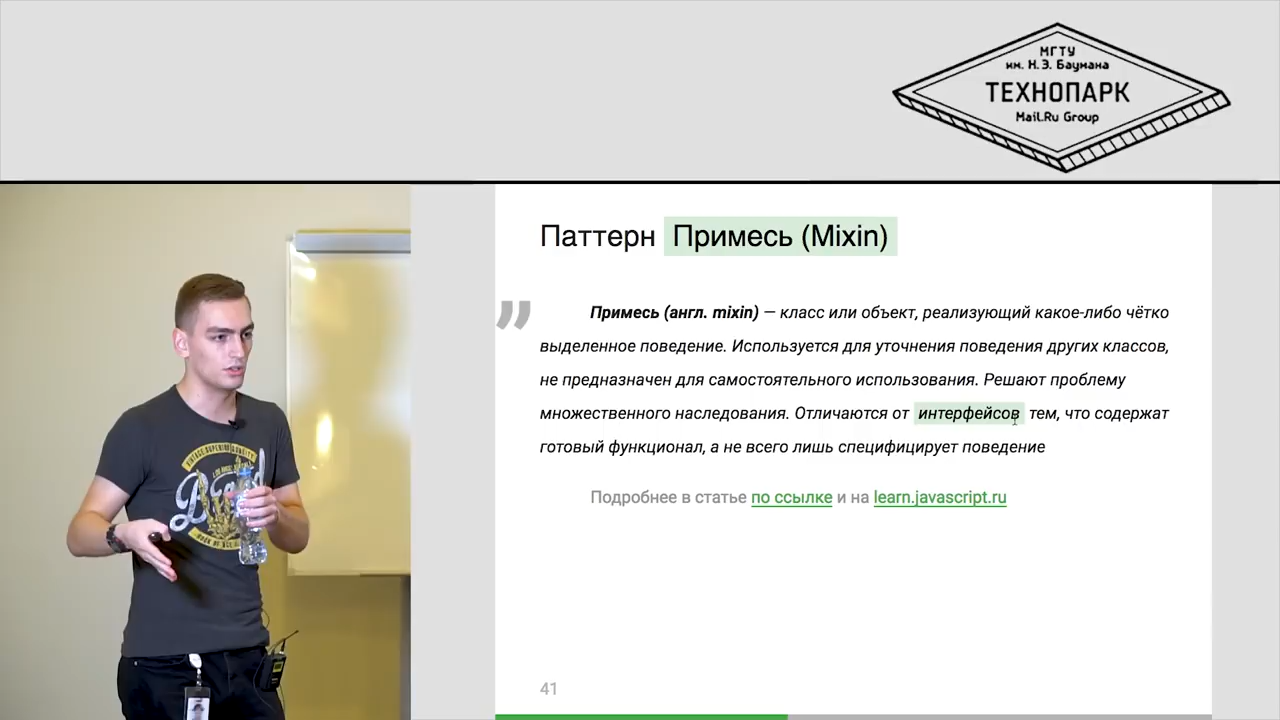 МГТУ
им. Н.Э. Баумана
ТЕХНОПАРК
Mail.Ru Group
Паттерн Примесь (Mixin)
” Примесь (англ. mixin) — класс или объект, реализующий какое-либо чётко
выделенное поведение. Используется для уточнения поведения других классов,
не предназначен для самостоятельного использования. Решают проблему
множественного наследования. Отличаются от интерфейсов тем, что содержат
готовый функционал, а не всего лишь специфицирует поведение
Подробнее в статье по ссылке и на learn.javascript.ru
41